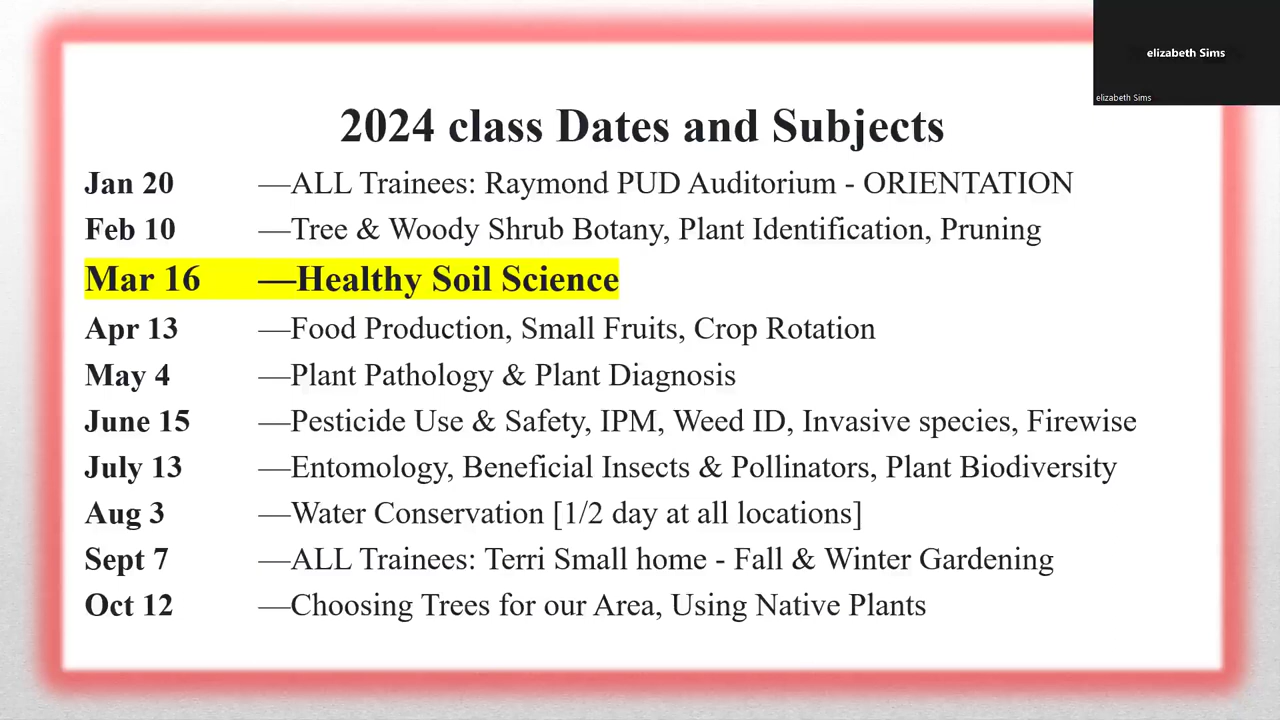 elizabeth Sims
elizabeth Sims
2024 class Dates and Subjects
Jan 20 —ALL Trainees: Raymond PUD Auditorium - ORIENTATION
Feb 10 —Tree & Woody Shrub Botany, Plant Identification, Pruning
Mar 16 —Healthy Soil Science
Apr 13 —Food Production, Small Fruits, Crop Rotation
May 4 —Plant Pathology & Plant Diagnosis
June 15 —Pesticide Use & Safety, IPM, Weed ID, Invasive species, Firewise
July 13 —Entomology, Beneficial Insects & Pollinators, Plant Biodiversity
Aug 3 —Water Conservation [1/2 day at all locations]
Sept 7 —ALL Trainees: Terri Small home - Fall & Winter Gardening
Oct 12 —Choosing Trees for our Area, Using Native Plants